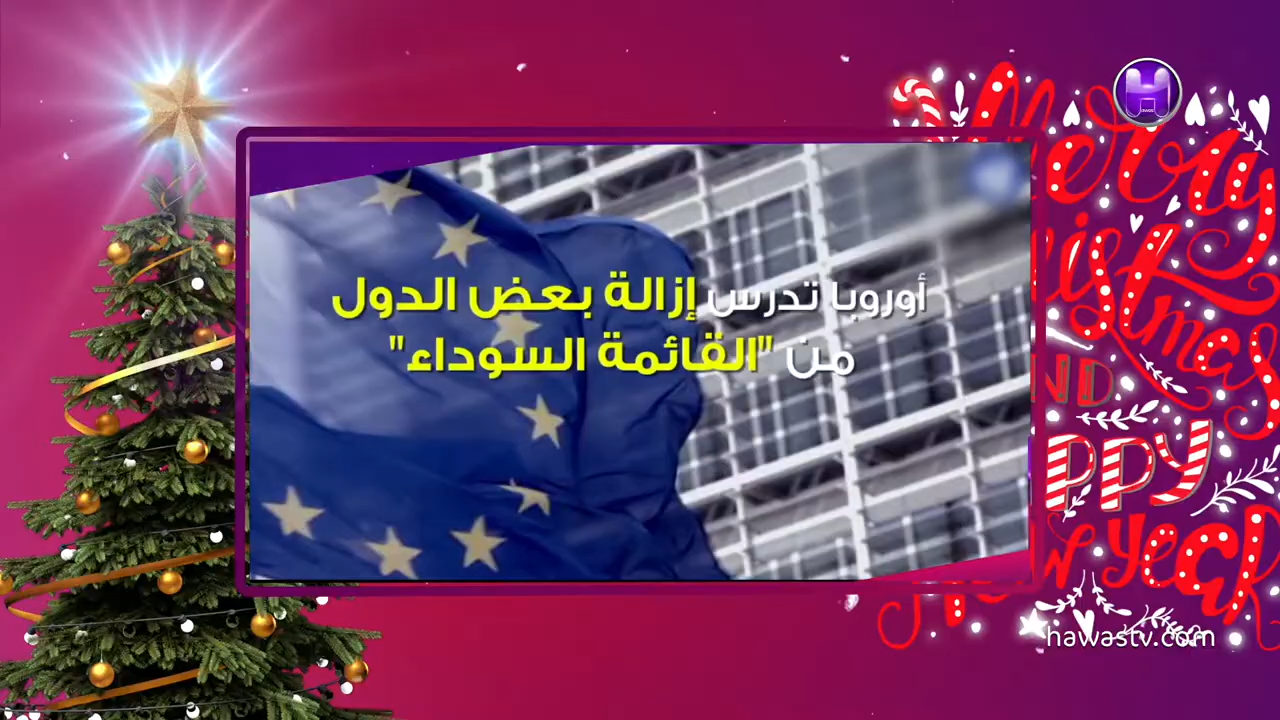 أوروبا تدرس إزالة بعض الدول
من "القائمة السوداء"
Merry
Christmas
AND
HAPPY
New Year
hawastv.com